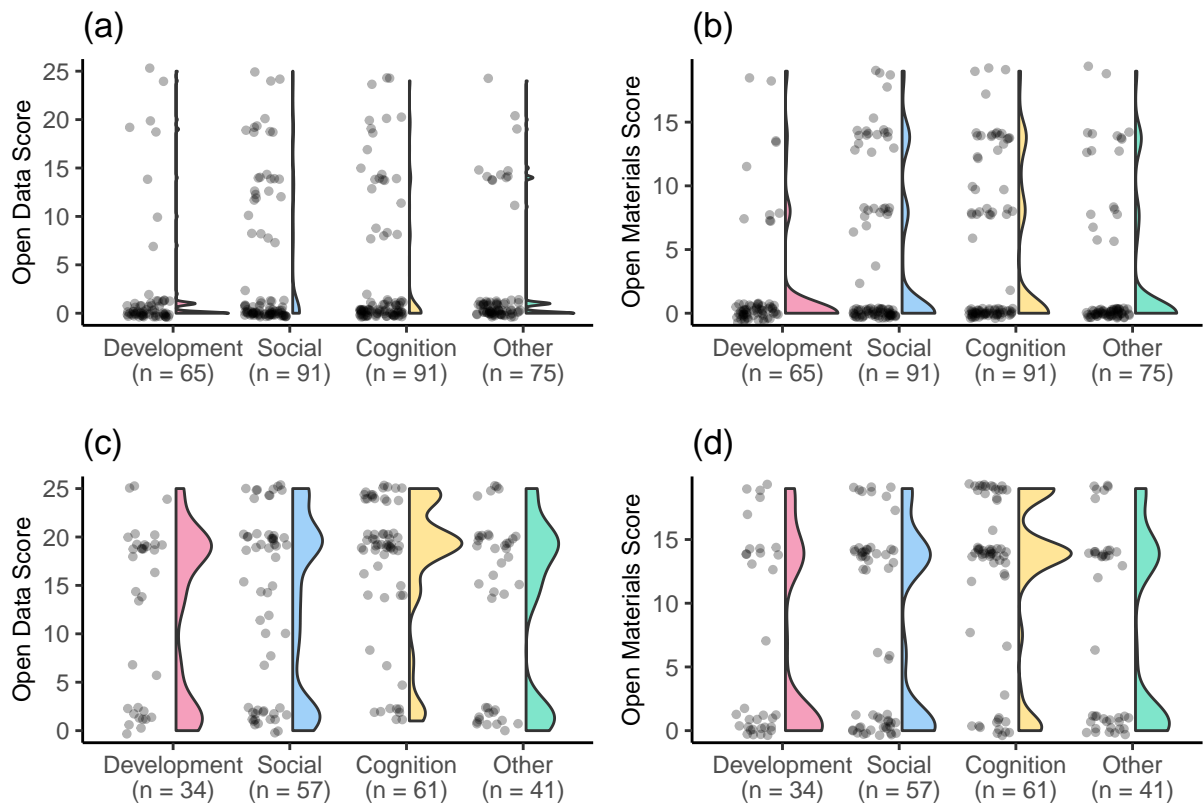 (a)
Open Data Score
25
20
15
10
5
0
Development Social Cognition Other
(n = 65) (n = 91) (n = 91) (n = 75)
(b)
Open Materials Score
15
10
5
0
Development Social Cognition Other
(n = 65) (n = 91) (n = 91) (n = 75)
(c)
Open Data Score
25
20
15
10
5
0
Development Social Cognition Other
(n = 34) (n = 57) (n = 61) (n = 41)
(d)
Open Materials Score
15
10
5
0
Development Social Cognition Other
(n = 34) (n = 57) (n = 61) (n = 41)